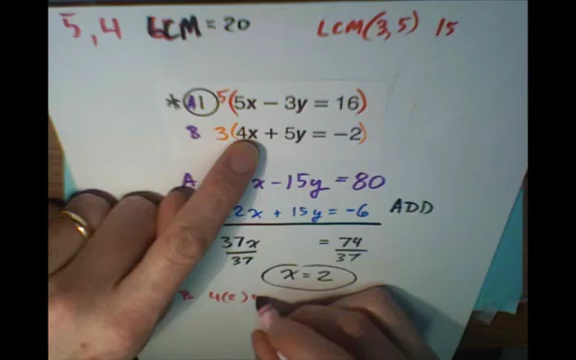 5,4 LCM = 20 LCM(3,5) 15
* A1 5(5x − 3y = 16)
B 3(4x + 5y = −2)
A x − 15y = 80
2x + 15y = −6 ADD
37x = 74
37 37
x = 2
B 4(2)